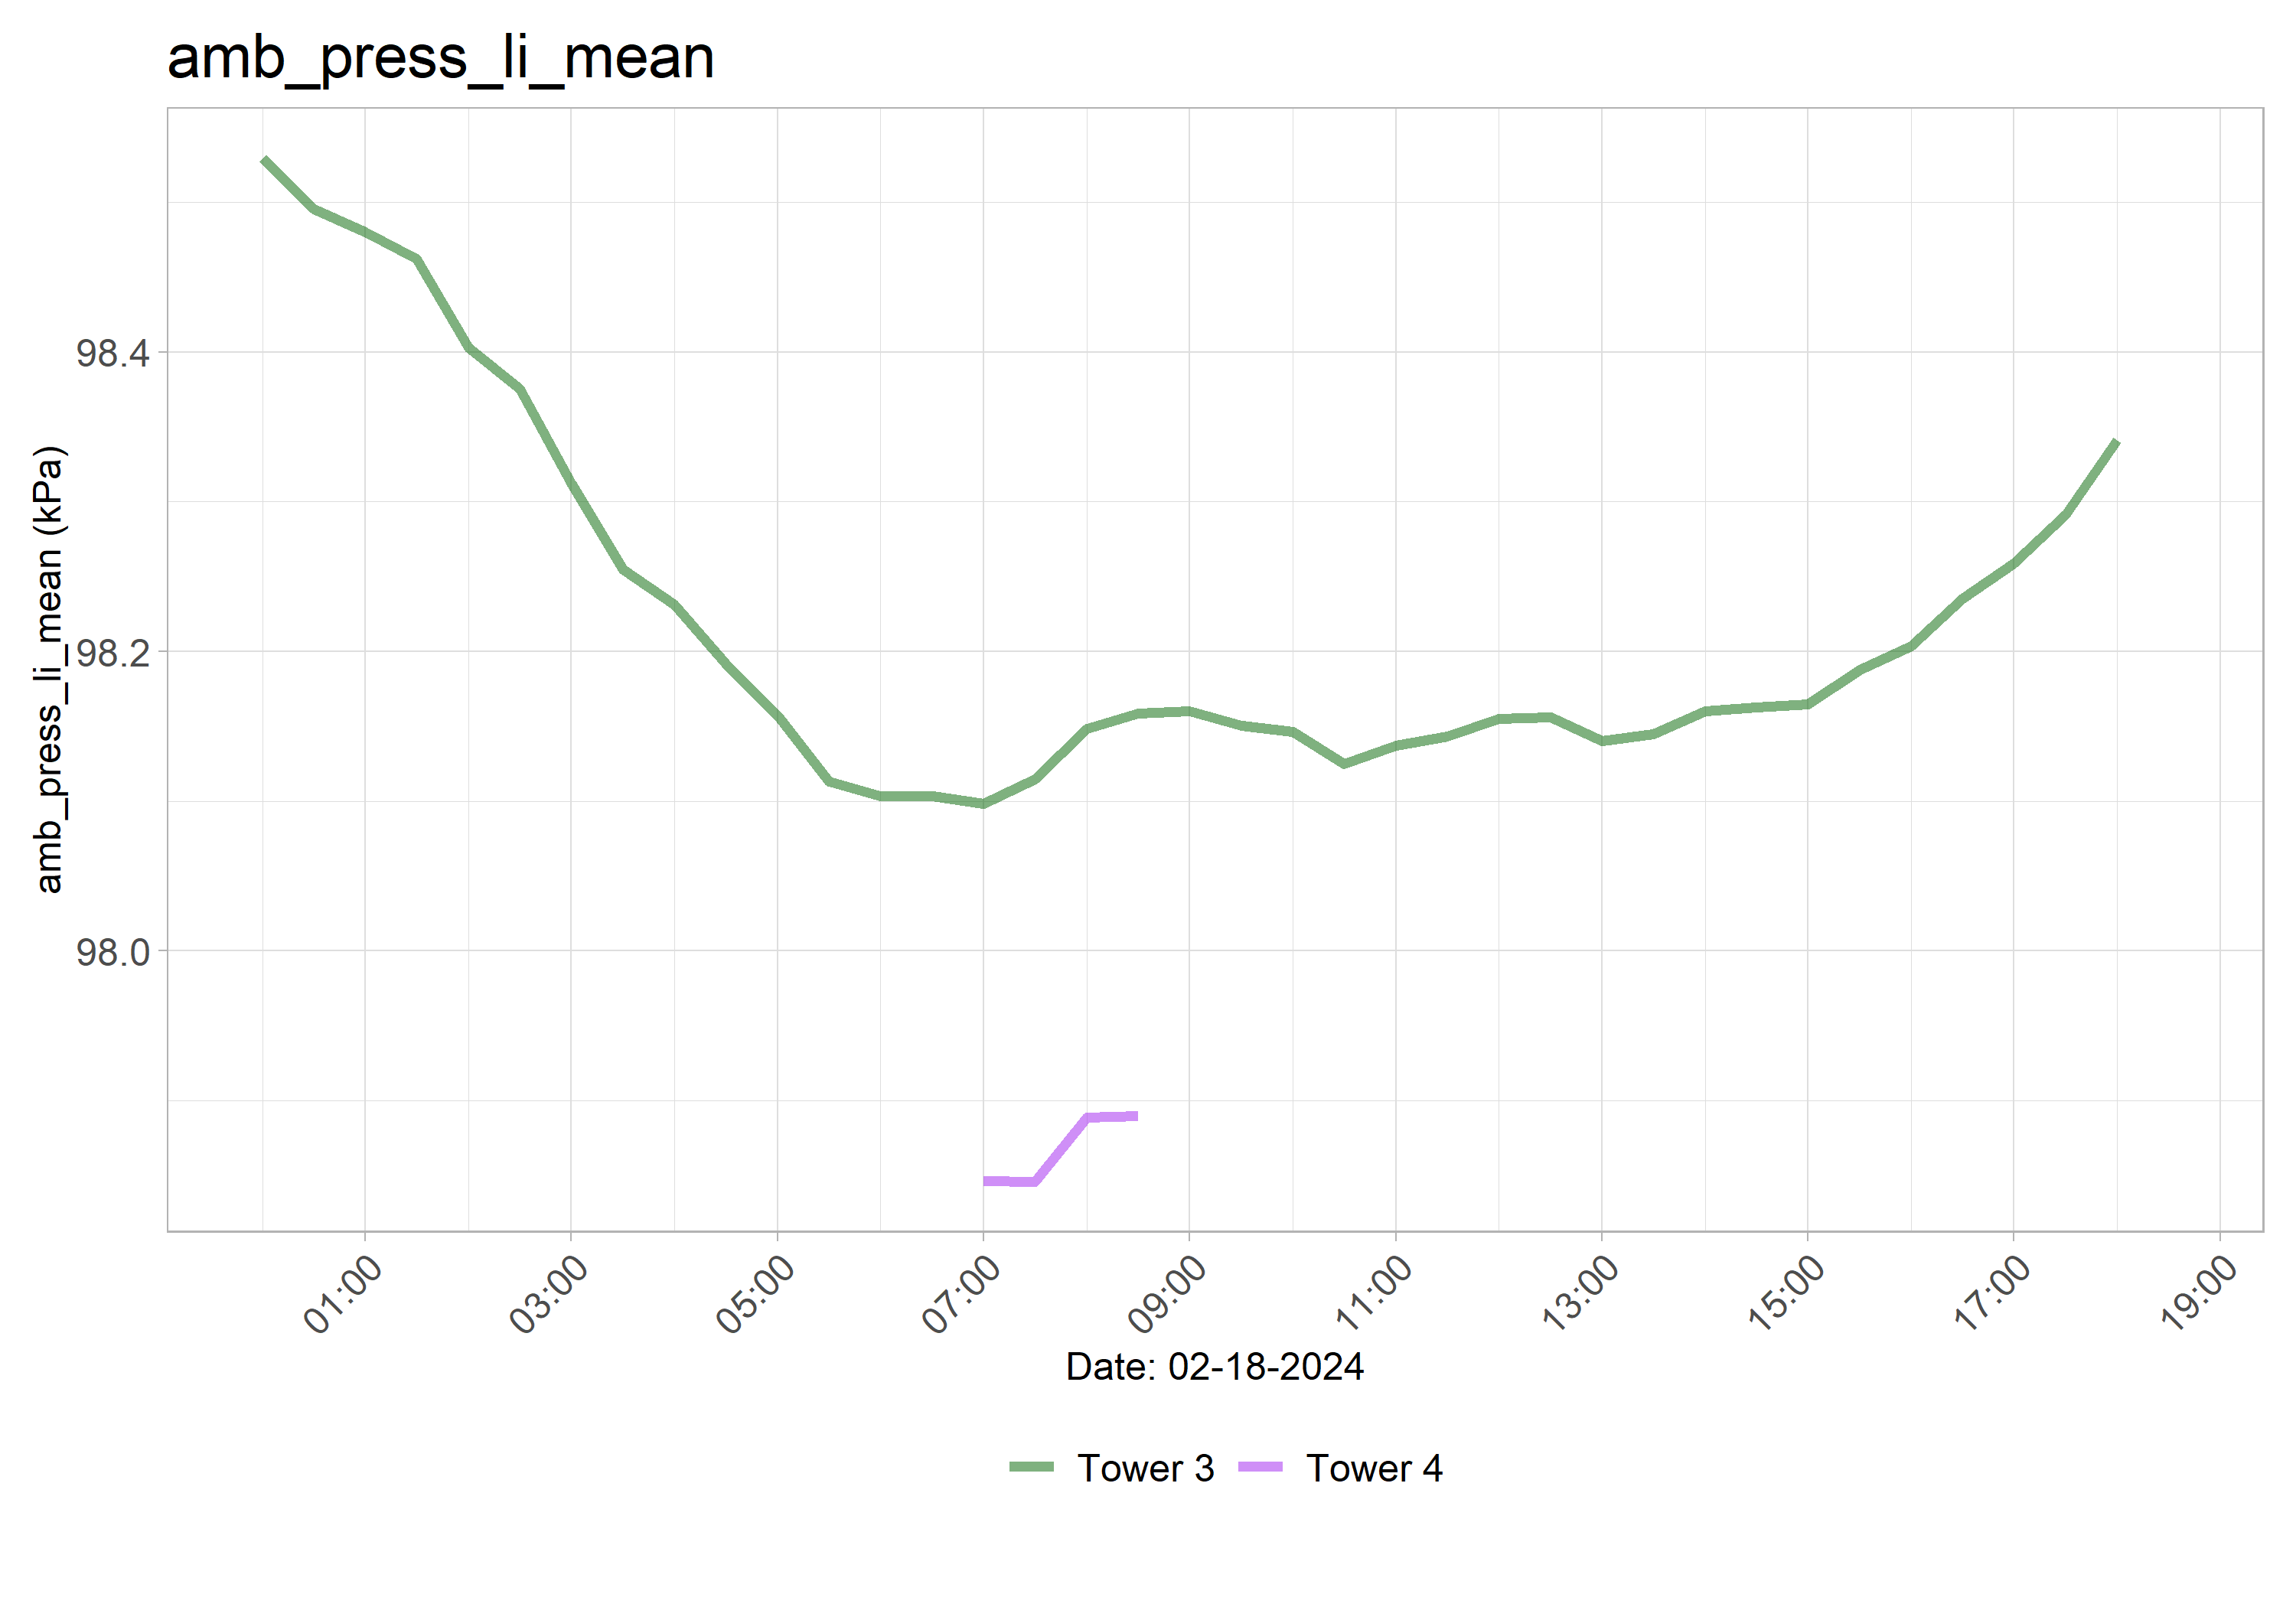 amb_press_li_mean
amb_press_li_mean (kPa)
98.4
98.2
98.0
01:00 03:00 05:00 07:00 09:00 11:00 13:00 15:00 17:00 19:00
Date: 02-18-2024
Tower 3 Tower 4